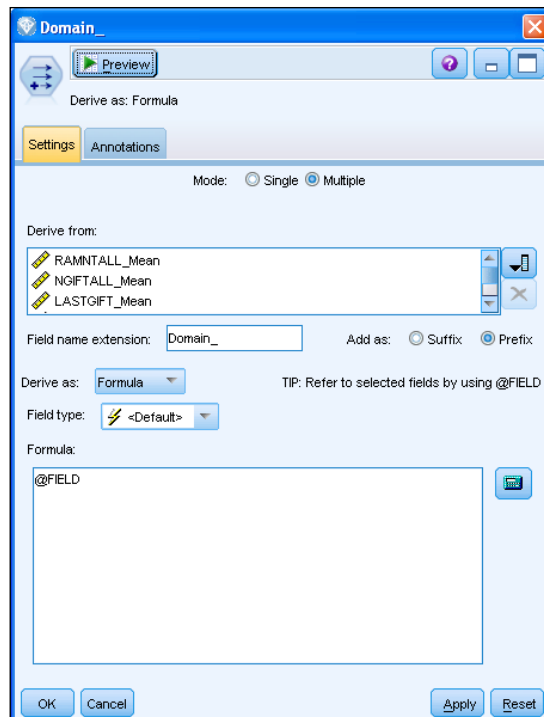 Domain_
Preview
Derive as: Formula
Settings Annotations
Mode: Single Multiple
Derive from:
RAMNTALL_Mean
NGIFTALL_Mean
LASTGIFT_Mean
Field name extension: Domain_ Add as: Suffix Prefix
Derive as: Formula TIP: Refer to selected fields by using @FIELD
Field type: <Default>
Formula:
@FIELD
OK Cancel Apply Reset